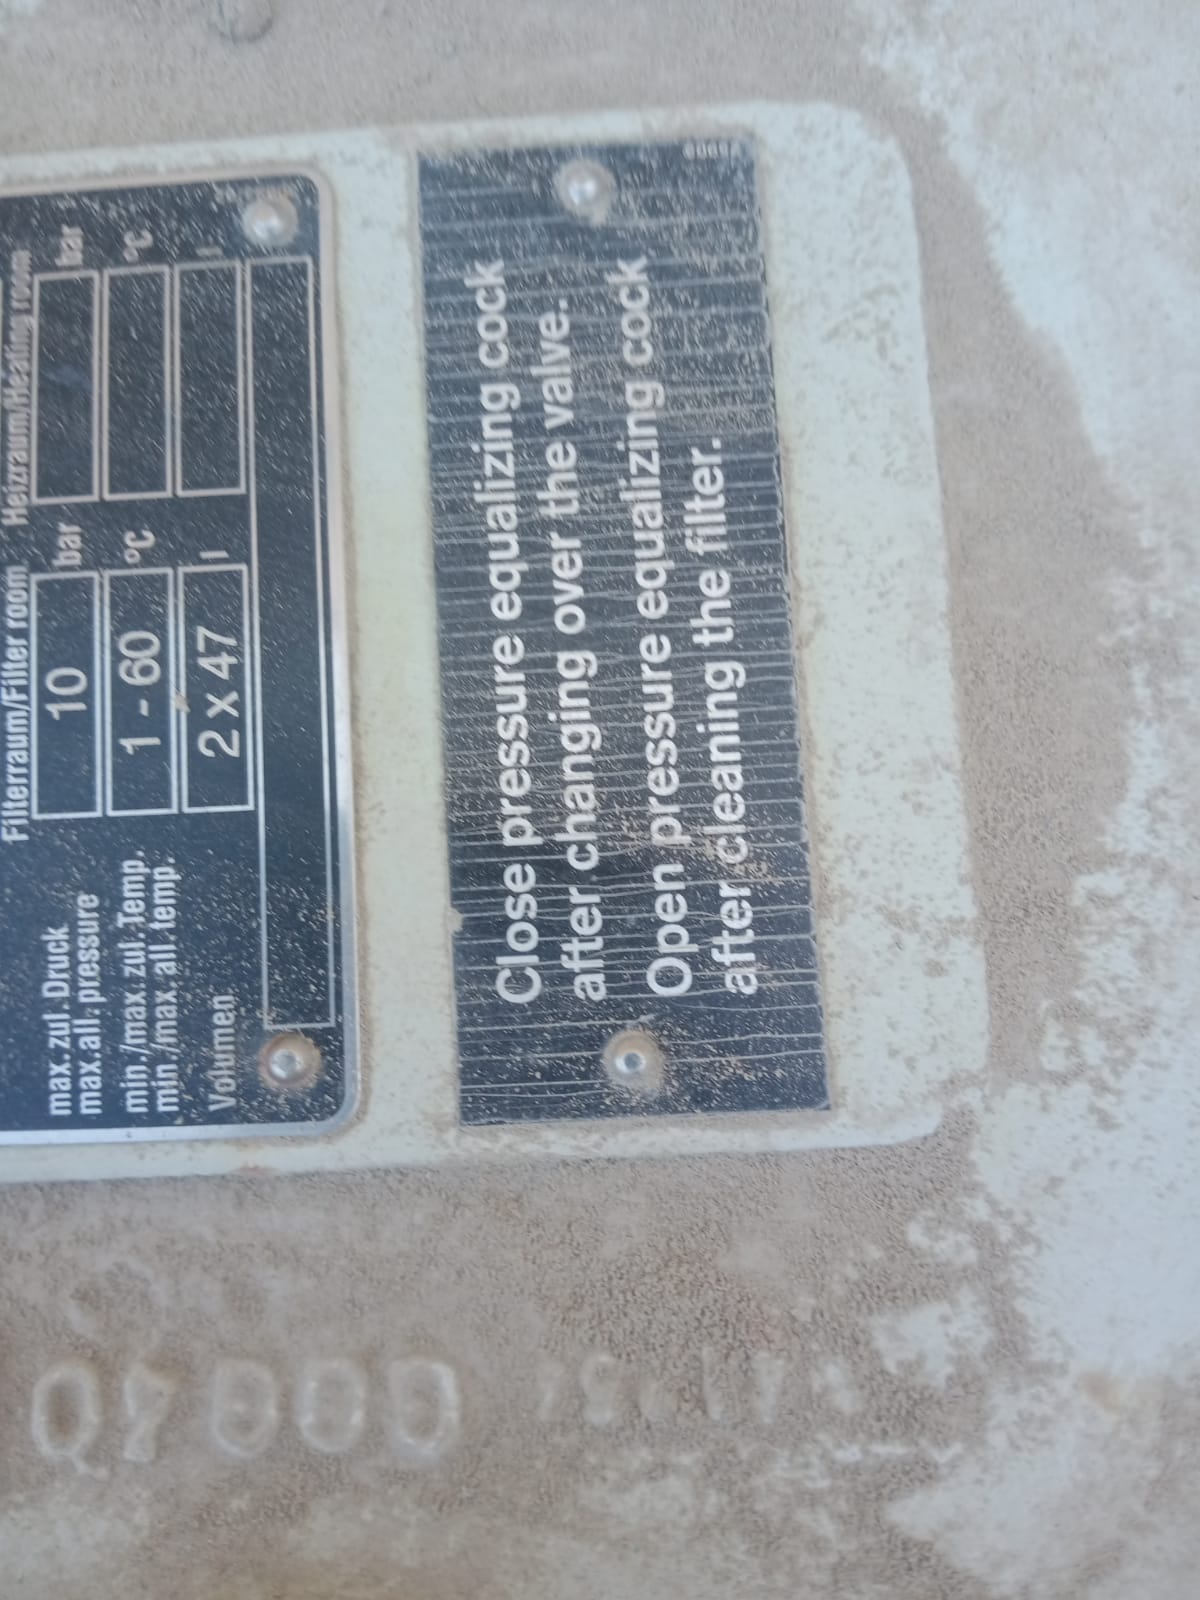 Filterraum/Filter room Heizraum/Heating room
max. zul. Druck
max. all. pressure
10 bar bar
min./max. zul. Temp.
min./max. all. temp.
1 - 60 °C °C
Volumen 2 x 47 l l
Close pressure equalizing cock
after changing over the valve.
Open pressure equalizing cock
after cleaning the filter.